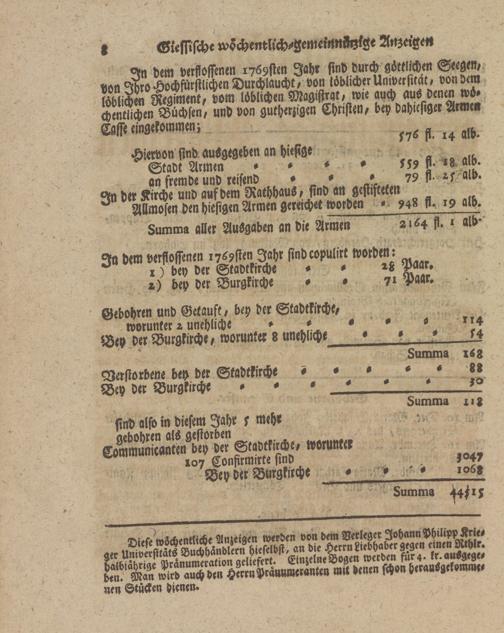 8 Giessische wöchentlich-gemeinnüzige Anzeigen
In dem verflossenen 1769sten Jahr sind durch göttlichen Seegen,
von Ihro Hochfürstlichen Durchlaucht, von löblicher Universität, von dem
löblichen Regiment, vom löblichen Magistrat, wie auch aus denen wö-
chentlichen Büchsen, und von gutherzigen Christen, bey dahiesiger Armen
Casse eingekommen;
576 fl. 14 alb.
Hiervon sind ausgegeben an hiesige
Stadt Armen 559 fl. 18 alb.
an fremde und reisend 79 fl. 25 alb.
In der Kirche und auf dem Rathhaus, sind an gestifteten
Allmosen den hiesigen Armen gereichet worden 948 fl. 19 alb.
Summa aller Ausgaben an die Armen 2164 fl. 1 alb.
In dem verflossenen 1769sten Jahr sind copulirt worden:
1) bey der Stadtkirche 28 Paar.
2) bey der Burgkirche 71 Paar.
Gebohren und Getauft, bey der Stadtkirche,
worunter 2 unehliche 114
Bey der Burgkirche, worunter 8 unehliche 54
Summa 168
Verstorbene bey der Stadtkirche 88
Bey der Burgkirche 30
Summa 118
sind also in diesem Jahr 5 mehr
gebohren als gestorben
Communicanten bey der Stadtkirche, worunter
107 Confirmirte sind 3047
Bey der Burgkirche 1068
Summa
Diese wöchentliche Anzeigen werden von dem Verleger Johann Philipp Krie-
ger Universitäts Buchhändlern hieselbst, an die Herrn Liebhaber gegen einen Rthlr.
halbjährige Pränumeration geliefert. Einzelne Bogen werden für 4. kr. ausgege-
ben. Man wird auch den Herrn Pränumeranten mit denen schon herausgekomme-
nen Stücken dienen.